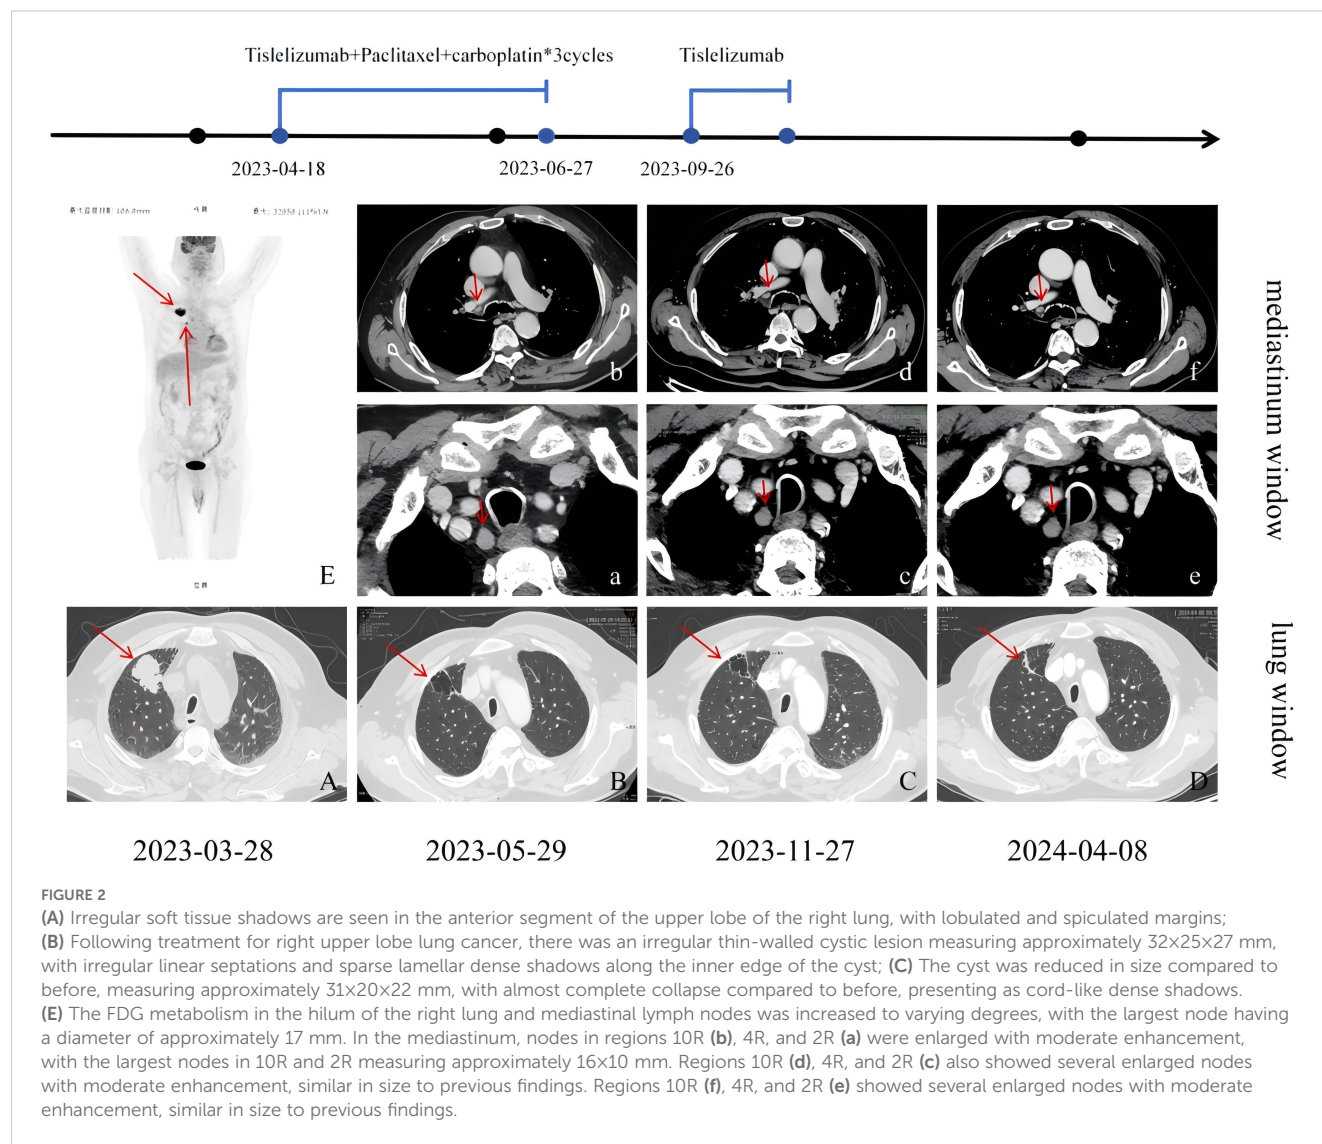 Tislelizumab+Paclitaxel+carboplatin*3cycles
Tislelizumab
2023-04-18
2023-06-27
2023-09-26
b
d
f
mediastinum window
E
a
c
e
lung window
A
B
C
D
2023-03-28
2023-05-29
2023-11-27
2024-04-08
FIGURE 2
(A) Irregular soft tissue shadows are seen in the anterior segment of the upper lobe of the right lung, with lobulated and spiculated margins;
(B) Following treatment for right upper lobe lung cancer, there was an irregular thin-walled cystic lesion measuring approximately 32×25×27 mm,
with irregular linear septations and sparse lamellar dense shadows along the inner edge of the cyst; (C) The cyst was reduced in size compared to
before, measuring approximately 31×20×22 mm, with almost complete collapse compared to before, presenting as cord-like dense shadows.
(E) The FDG metabolism in the hilum of the right lung and mediastinal lymph nodes was increased to varying degrees, with the largest node having
a diameter of approximately 17 mm. In the mediastinum, nodes in regions 10R (b), 4R, and 2R (a) were enlarged with moderate enhancement,
with the largest nodes in 10R and 2R measuring approximately 16×10 mm. Regions 10R (d), 4R, and 2R (c) also showed several enlarged nodes
with moderate enhancement, similar in size to previous findings. Regions 10R (f), 4R, and 2R (e) showed several enlarged nodes with moderate
enhancement, similar in size to previous findings.